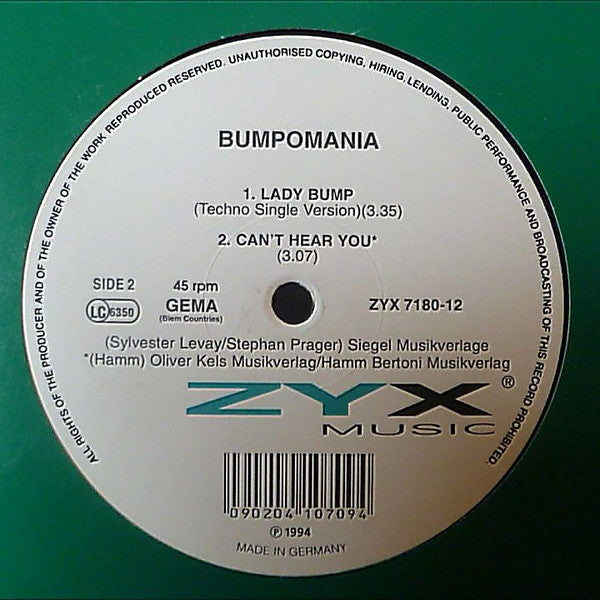 ALL RIGHTS OF THE PRODUCER AND OF THE OWNER OF THE WORK REPRODUCED RESERVED. UNAUTHORISED COPYING, HIRING, LENDING, PUBLIC PERFORMANCE AND BROADCASTING OF THIS RECORD PROHIBITED.
BUMPOMANIA
1. LADY BUMP
(Techno Single Version)(3.35)
2. CAN'T HEAR YOU*
(3.07)
SIDE 2 45 rpm
LC 6350 GEMA ZYX 7180-12
(Biem Countries)
(Sylvester Levay/Stephan Prager) Siegel Musikverlage
*(Hamm) Oliver Kels Musikverlag/Hamm Bertoni Musikverlag
ZYX®
MUSIC
090204 107094
℗ 1994
MADE IN GERMANY